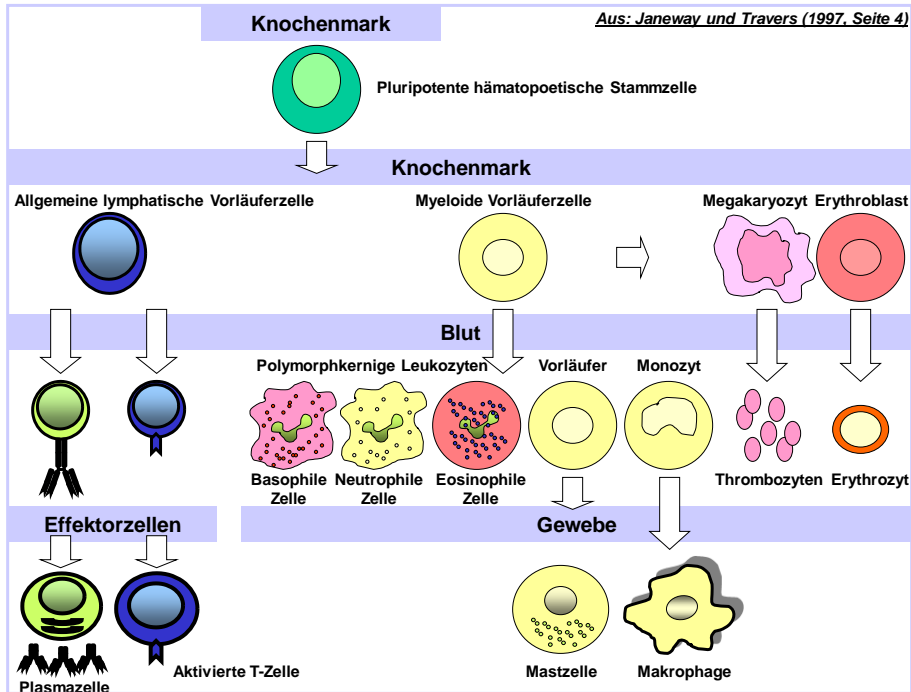 Knochenmark
Aus: Janeway und Travers (1997, Seite 4)
Pluripotente hämatopoetische Stammzelle
Knochenmark
Allgemeine lymphatische Vorläuferzelle
Myeloide Vorläuferzelle
Megakaryozyt
Erythroblast
Blut
Polymorphkernige Leukozyten
Vorläufer
Monozyt
Basophile
Zelle
Neutrophile
Zelle
Eosinophile
Zelle
Thrombozyten
Erythrozyt
Effektorzellen
Gewebe
Plasmazelle
Aktivierte T-Zelle
Mastzelle
Makrophage